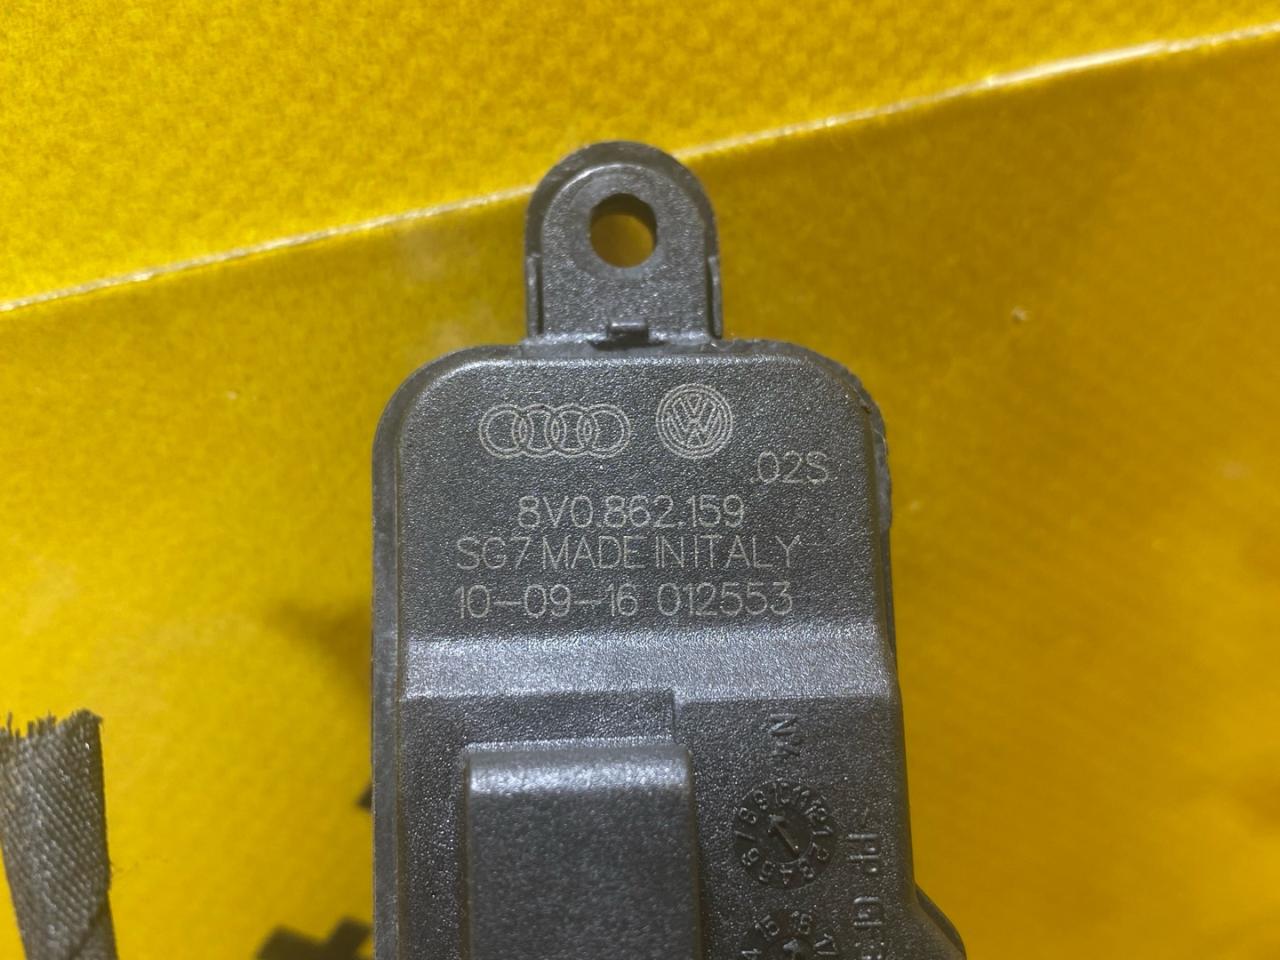 .02S
8V0.862.159
SG7 MADE IN ITALY
10-09-16 012553